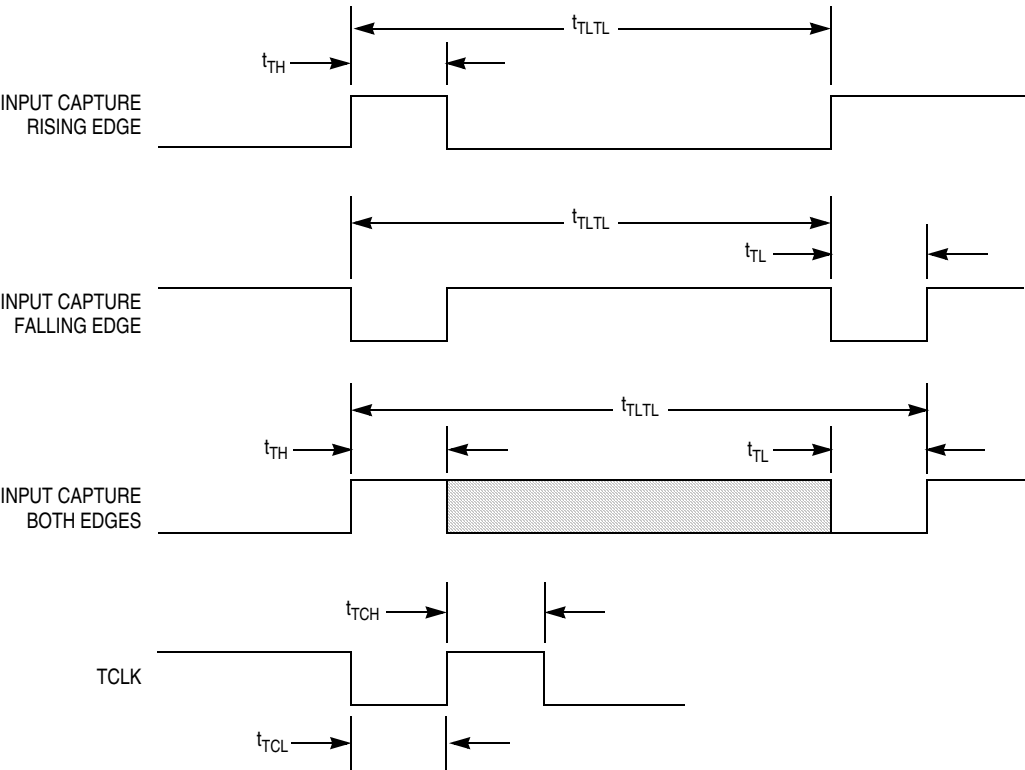 tTLTL
tTH
INPUT CAPTURE
RISING EDGE
tTLTL
tTL
INPUT CAPTURE
FALLING EDGE
tTLTL
tTH
tTL
INPUT CAPTURE
BOTH EDGES
tTCH
TCLK
tTCL